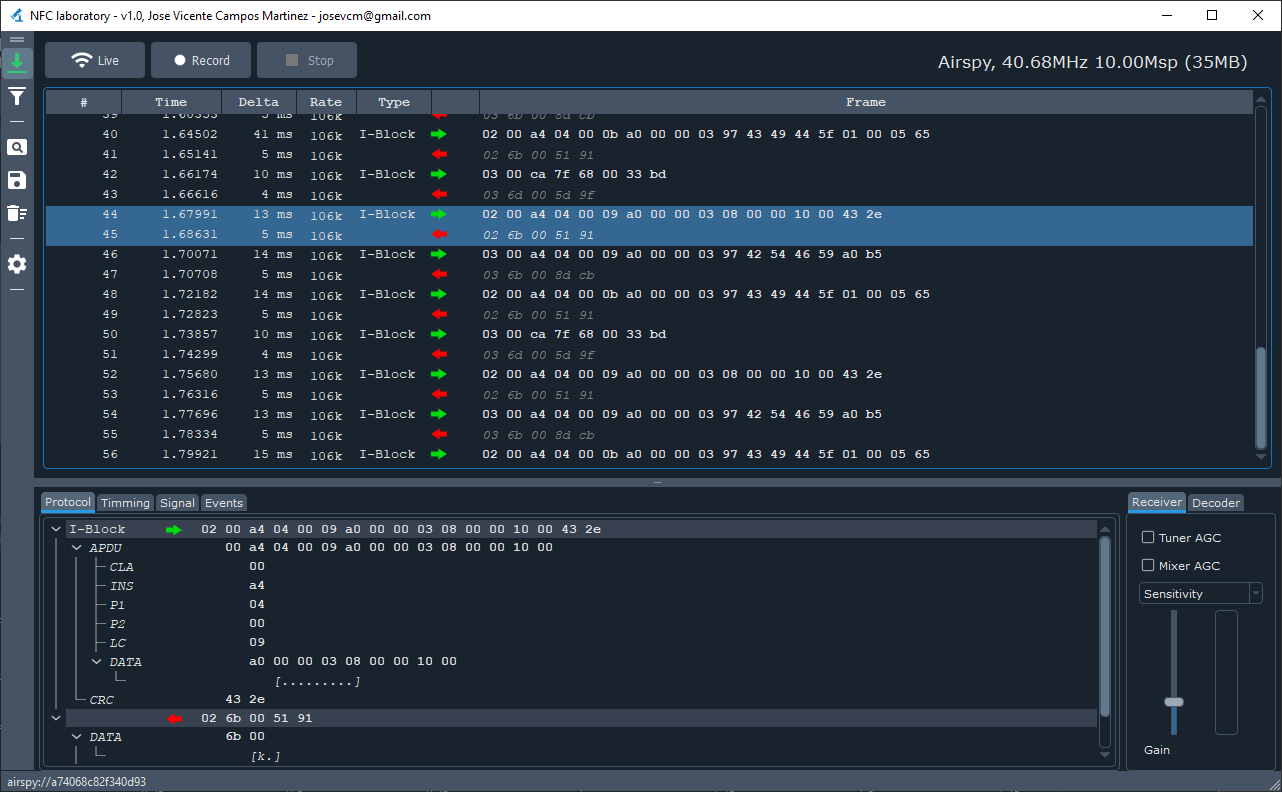 NFC laboratory - v1.0, Jose Vicente Campos Martinez - josevcm@gmail.com
Live Record Stop Airspy, 40.68MHz 10.00Msp (35MB)
# Time Delta Rate Type Frame
39 1.60353 5 ms 106k 03 6b 00 8d cb
40 1.64502 41 ms 106k I-Block 02 00 a4 04 00 0b a0 00 00 03 97 43 49 44 5f 01 00 05 65
41 1.65141 5 ms 106k 02 6b 00 51 91
42 1.66174 10 ms 106k I-Block 03 00 ca 7f 68 00 33 bd
43 1.66616 4 ms 106k 03 6d 00 5d 9f
44 1.67991 13 ms 106k I-Block 02 00 a4 04 00 09 a0 00 00 03 08 00 00 10 00 43 2e
45 1.68631 5 ms 106k 02 6b 00 51 91
46 1.70071 14 ms 106k I-Block 03 00 a4 04 00 09 a0 00 00 03 97 42 54 46 59 a0 b5
47 1.70708 5 ms 106k 03 6b 00 8d cb
48 1.72182 14 ms 106k I-Block 02 00 a4 04 00 0b a0 00 00 03 97 43 49 44 5f 01 00 05 65
49 1.72823 5 ms 106k 02 6b 00 51 91
50 1.73857 10 ms 106k I-Block 03 00 ca 7f 68 00 33 bd
51 1.74299 4 ms 106k 03 6d 00 5d 9f
52 1.75680 13 ms 106k I-Block 02 00 a4 04 00 09 a0 00 00 03 08 00 00 10 00 43 2e
53 1.76316 5 ms 106k 02 6b 00 51 91
54 1.77696 13 ms 106k I-Block 03 00 a4 04 00 09 a0 00 00 03 97 42 54 46 59 a0 b5
55 1.78334 5 ms 106k 03 6b 00 8d cb
56 1.79921 15 ms 106k I-Block 02 00 a4 04 00 0b a0 00 00 03 97 43 49 44 5f 01 00 05 65
Protocol Timming Signal Events
I-Block 02 00 a4 04 00 09 a0 00 00 03 08 00 00 10 00 43 2e
APDU 00 a4 04 00 09 a0 00 00 03 08 00 00 10 00
CLA 00
INS a4
P1 04
P2 00
LC 09
DATA a0 00 00 03 08 00 00 10 00
[.........]
CRC 43 2e
02 6b 00 51 91
DATA 6b 00
[k.]
Receiver Decoder
Tuner AGC
Mixer AGC
Sensitivity
Gain
airspy://a74068c82f340d93